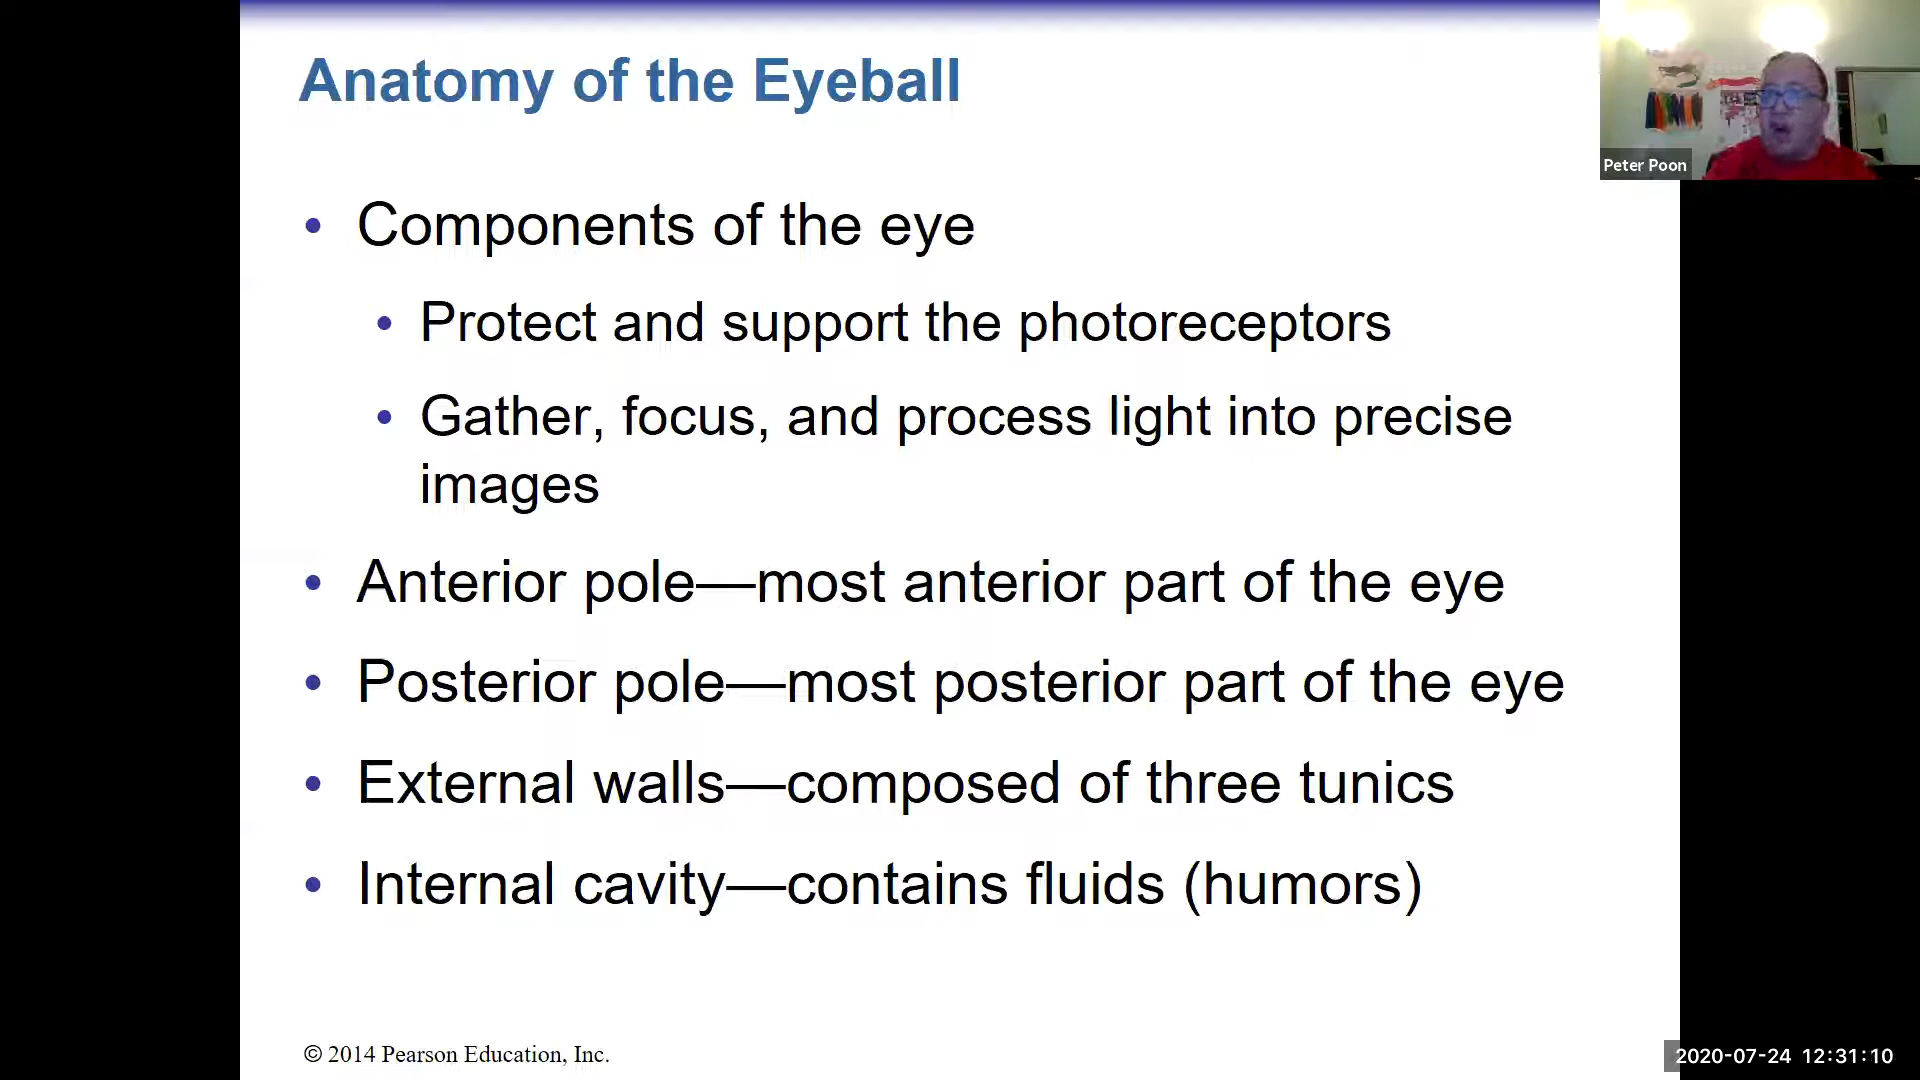 Anatomy of the Eyeball
Peter Poon
• Components of the eye
• Protect and support the photoreceptors
• Gather, focus, and process light into precise
images
• Anterior pole—most anterior part of the eye
• Posterior pole—most posterior part of the eye
• External walls—composed of three tunics
• Internal cavity—contains fluids (humors)
© 2014 Pearson Education, Inc.
2020-07-24 12:31:10